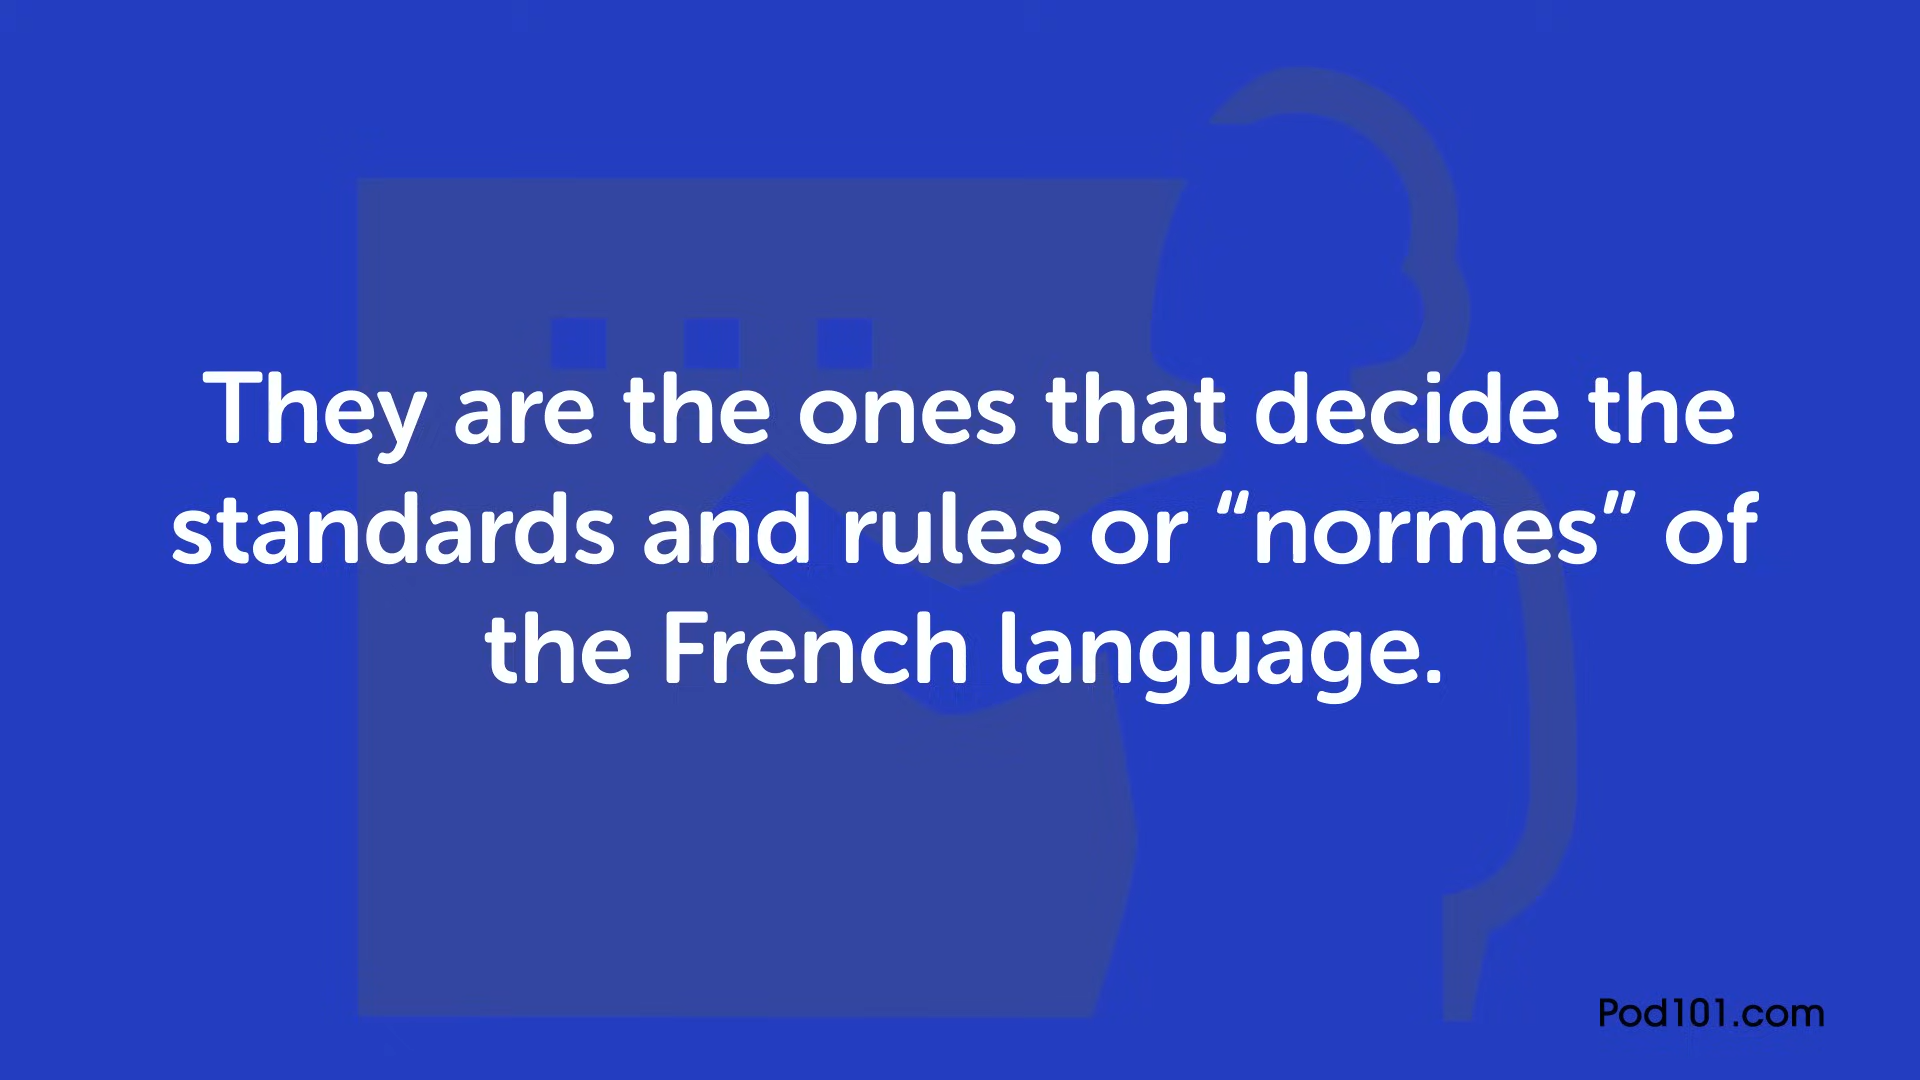 They are the ones that decide the
standards and rules or “normes” of
the French language.
Pod101.com